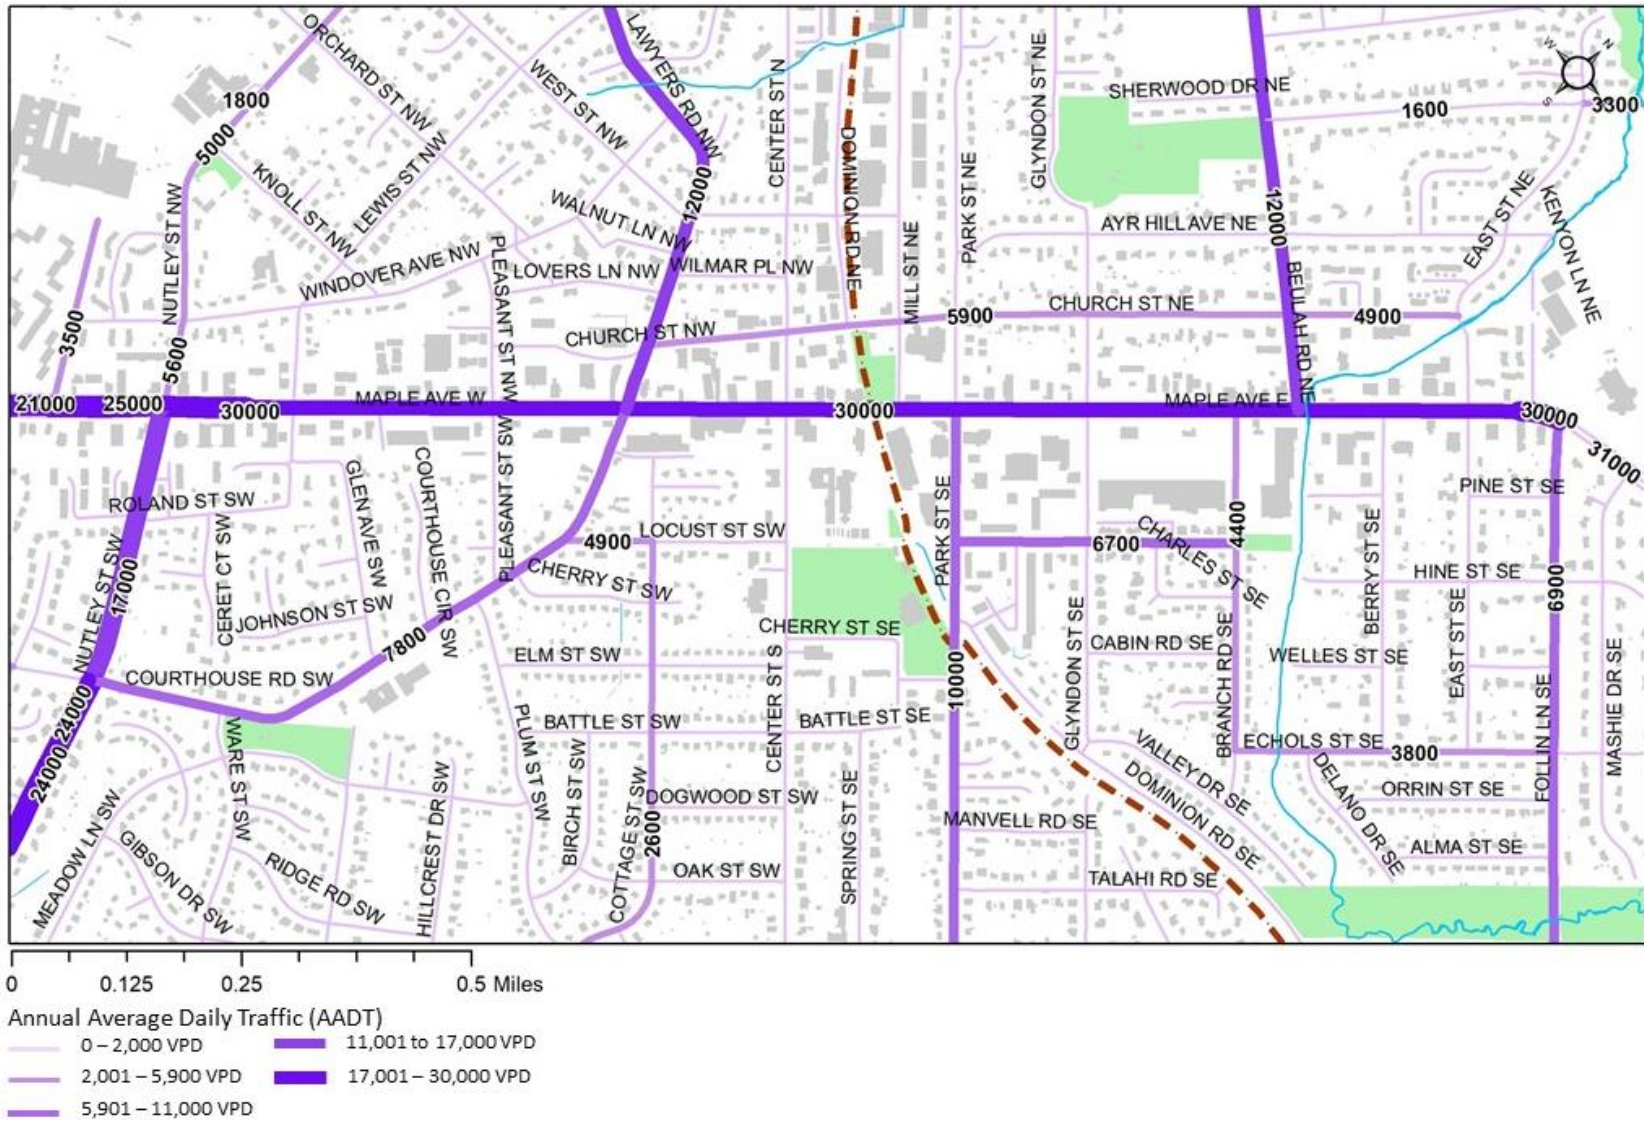 ORCHARD ST NW
LAWYERS RD NW
WEST ST NW
CENTER ST N
GLYNDON ST NE
SHERWOOD DR NE
W
N
S
1800
1600
3300
5000
DOMINION RD NE
KNOLL ST NW
LEWIS ST NW
12000
PARK ST NE
12000
EAST ST NE
KENYON LN NE
NUTLEY ST NW
WALNUT LN NW
AYR HILL AVE NE
WINDOVER AVE NW
PLEASANT ST NW
LOVERS LN NW
WILMAR PL NW
MILL ST NE
BEULAH RD NE
3500
5600
CHURCH ST NW
5900
CHURCH ST NE
4900
21000
25000
30000
MAPLE AVE W
30000
MAPLE AVE E
30000
31000
PLEASANT ST SW
COURTHOUSE CIR SW
GLEN AVE SW
ROLAND ST SW
PINE ST SE
CERET CT SW
LOCUST ST SW
4900
PARK ST SE
6700
CHARLES ST SE
4400
BERRY ST SE
NUTLEY ST SW
17000
CHERRY ST SW
HINE ST SE
6900
JOHNSON ST SW
7800
CHERRY ST SE
GLYNDON ST SE
CABIN RD SE
BRANCH RD SE
WELLES ST SE
EAST ST SE
MASHIE DR SE
COURTHOUSE RD SW
ELM ST SW
10000
24000
24000
WARE ST SW
PLUM ST SW
BATTLE ST SW
CENTER ST S
BATTLE ST SE
VALLEY DR SE
ECHOLS ST SE
3800
FOLLIN LN SE
DELANO DR SE
ORRIN ST SE
MEADOW LN SW
GIBSON DR SW
RIDGE RD SW
HILLCREST DR SW
BIRCH ST SW
COTTAGE ST SW
2600
DOGWOOD ST SW
SPRING ST SE
MANVELL RD SE
DOMINION RD SE
ALMA ST SE
OAK ST SW
TALAHI RD SE
0 0.125 0.25 0.5 Miles
Annual Average Daily Traffic (AADT)
0 – 2,000 VPD
11,001 to 17,000 VPD
2,001 – 5,900 VPD
17,001 – 30,000 VPD
5,901 – 11,000 VPD